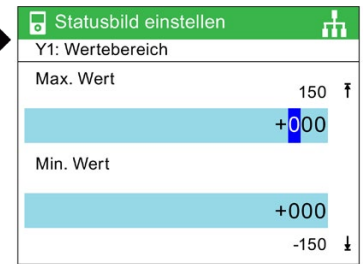 Statusbild einstellen
Y1: Wertebereich
Max. Wert
150
+000
Min. Wert
+000
-150